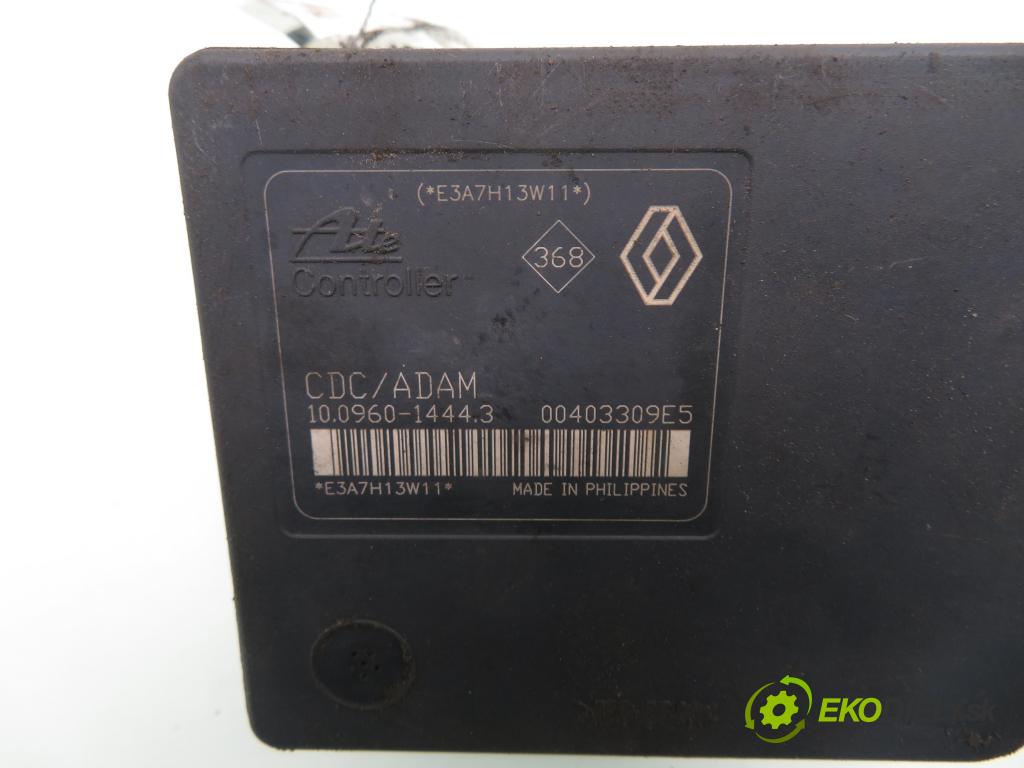 (*E3A7H13W11*)
Ate
Controller
368
CDC/ADAM
10.0960-1444.3 00403309E5
*E3A7H13W11* MADE IN PHILIPPINES
EKO